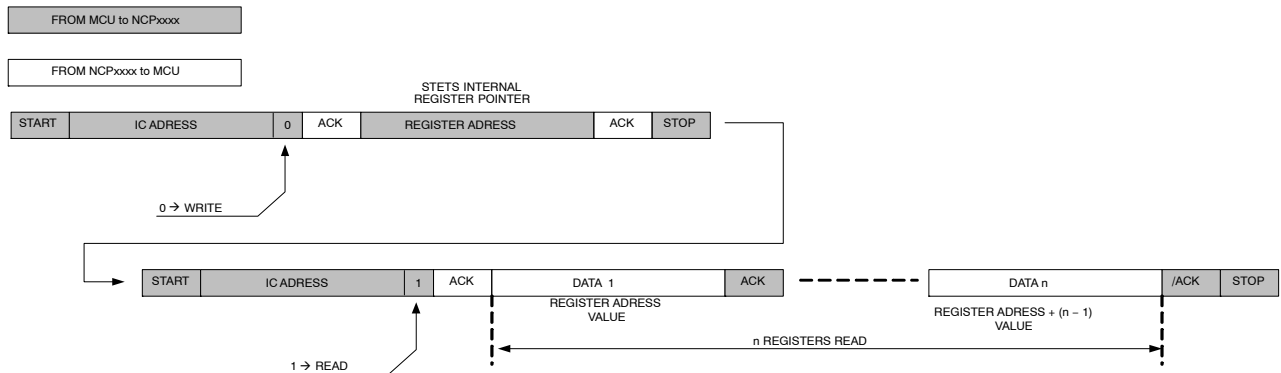 FROM MCU to NCPxxxx
FROM NCPxxxx to MCU
STETS INTERNAL
REGISTER POINTER
START IC ADRESS 0 ACK REGISTER ADRESS ACK STOP
0 → WRITE
START IC ADRESS 1 ACK DATA 1 ACK DATA n /ACK STOP
REGISTER ADRESS
VALUE
REGISTER ADRESS + (n − 1)
VALUE
n REGISTERS READ
1 → READ